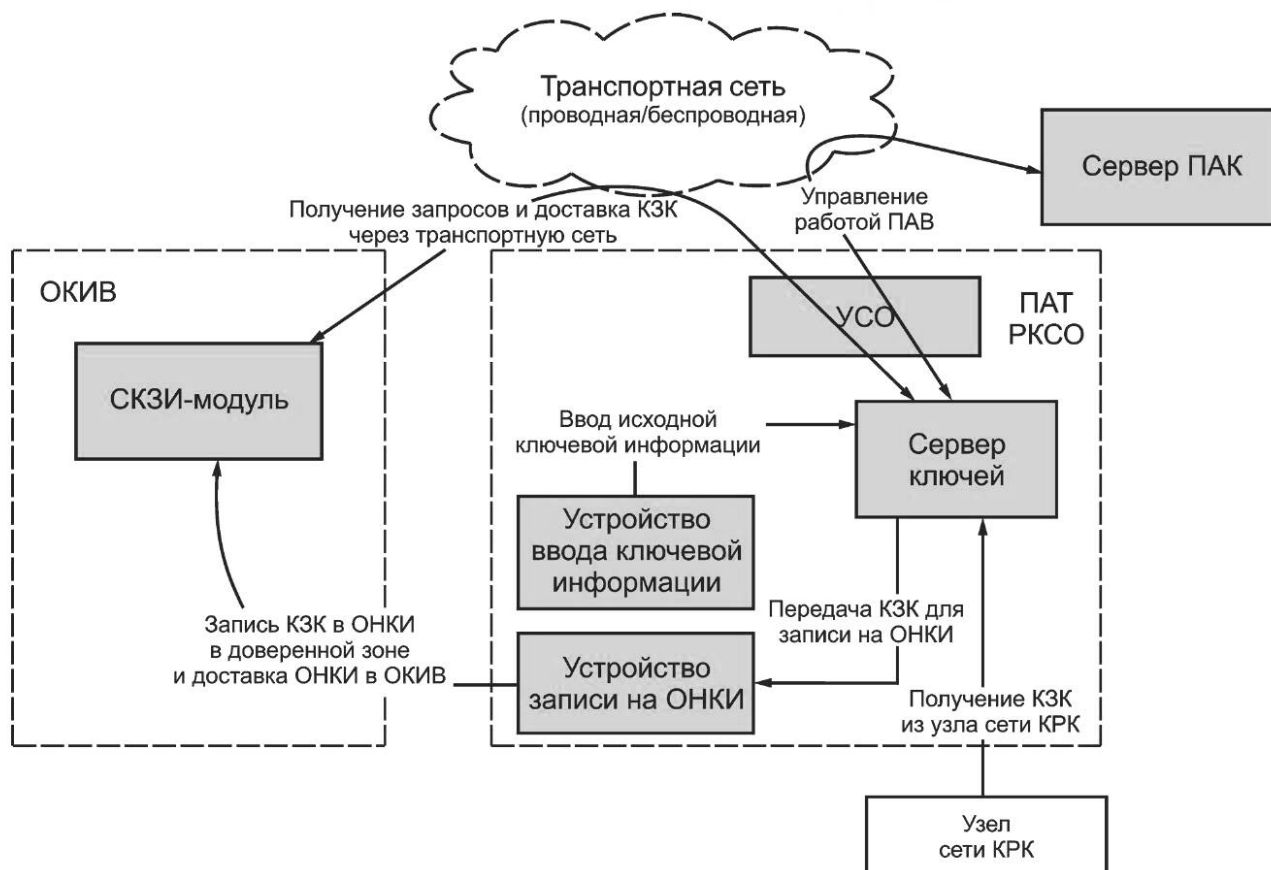 Транспортная сеть
(проводная/беспроводная)
Сервер ПАК
Управление
работой ПАВ
Получение запросов и доставка КЗК
через транспортную сеть
ОКИВ
УСО
ПАТ
РКСО
СКЗИ-модуль
Ввод исходной
ключевой информации
Сервер
ключей
Устройство
ввода ключевой
информации
Передача КЗК для
записи на ОНКИ
Запись КЗК в ОНКИ
в доверенной зоне
и доставка ОНКИ в ОКИВ
Устройство
записи на ОНКИ
Получение КЗК
из узла сети КРК
Узел
сети КРК